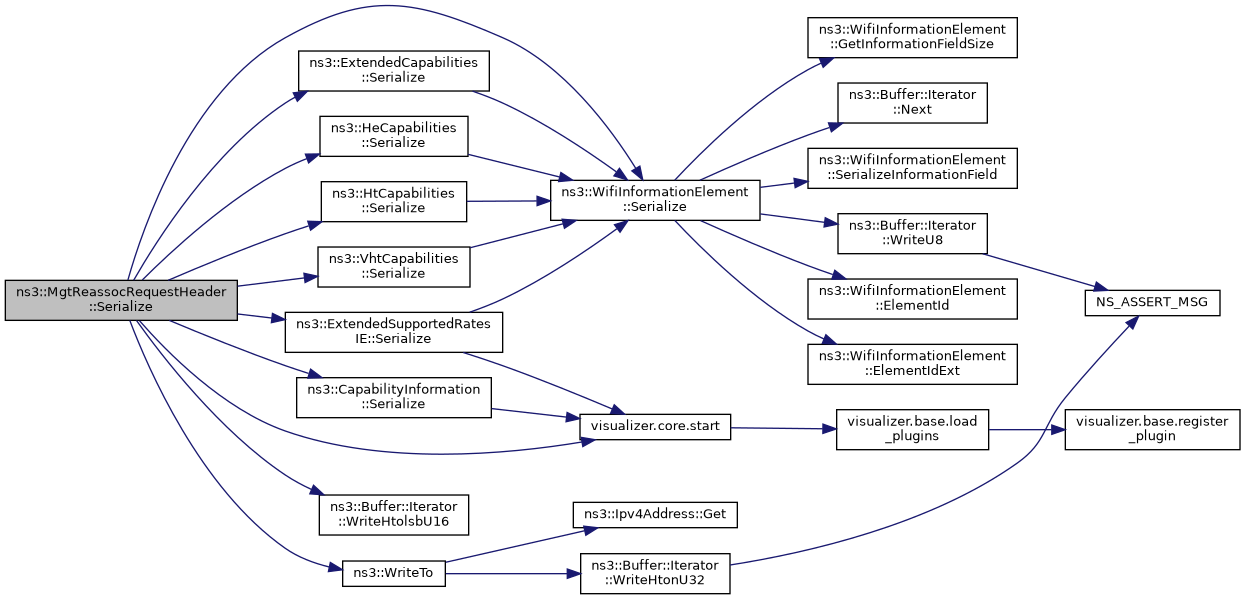 ns3::MgtReassocRequestHeader
::Serialize
ns3::ExtendedCapabilities
::Serialize
ns3::HeCapabilities
::Serialize
ns3::HtCapabilities
::Serialize
ns3::VhtCapabilities
::Serialize
ns3::ExtendedSupportedRates
IE::Serialize
ns3::CapabilityInformation
::Serialize
ns3::Buffer::Iterator
::WriteHtolsbU16
ns3::WriteTo
ns3::WifiInformationElement
::Serialize
visualizer.core.start
ns3::Ipv4Address::Get
ns3::Buffer::Iterator
::WriteHtonU32
ns3::WifiInformationElement
::GetInformationFieldSize
ns3::Buffer::Iterator
::Next
ns3::WifiInformationElement
::SerializeInformationField
ns3::Buffer::Iterator
::WriteU8
ns3::WifiInformationElement
::ElementId
ns3::WifiInformationElement
::ElementIdExt
visualizer.base.load
_plugins
NS_ASSERT_MSG
visualizer.base.register
_plugin